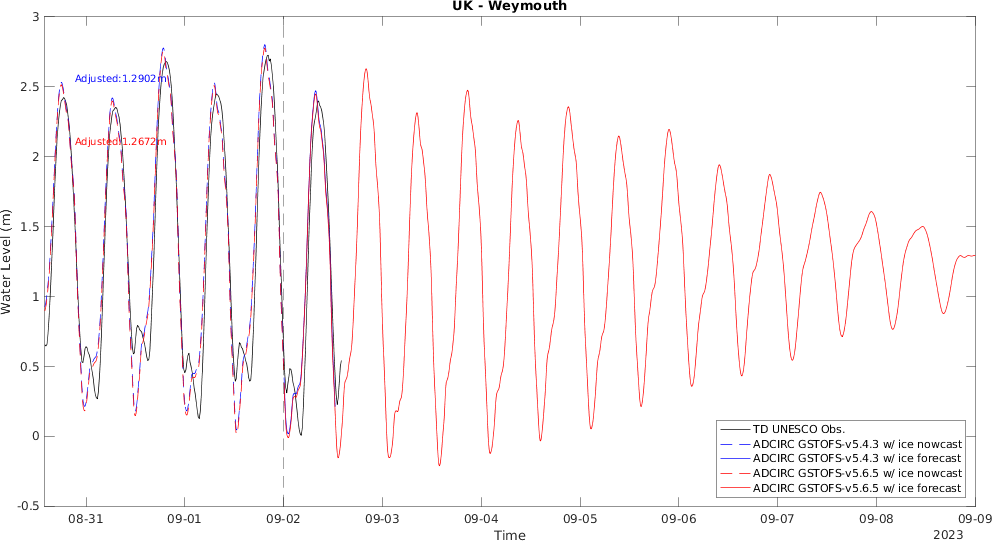 UK - Weymouth
3
2.5
2
1.5
1
0.5
0
-0.5
Water Level (m)
Adjusted:1.2902m
Adjusted:1.2672m
TD UNESCO Obs.
ADCIRC GSTOFS-v5.4.3 w/ ice nowcast
ADCIRC GSTOFS-v5.4.3 w/ ice forecast
ADCIRC GSTOFS-v5.6.5 w/ ice nowcast
ADCIRC GSTOFS-v5.6.5 w/ ice forecast
08-31 09-01 09-02 09-03 09-04 09-05 09-06 09-07 09-08 09-09
Time
2023